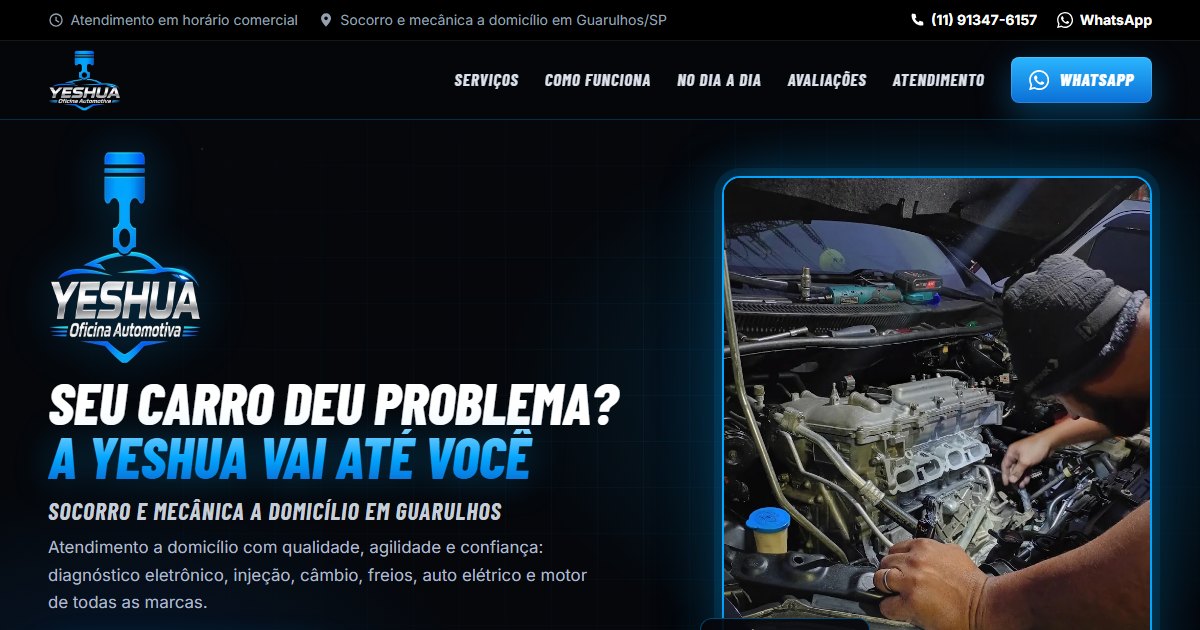 Atendimento em horário comercial
Socorro e mecânica a domicílio em Guarulhos/SP
(11) 91347-6157
WhatsApp
YESHUA
Oficina Automotiva
SERVIÇOS
COMO FUNCIONA
NO DIA A DIA
AVALIAÇÕES
ATENDIMENTO
WHATSAPP
YESHUA
Oficina Automotiva
SEU CARRO DEU PROBLEMA?
A YESHUA VAI ATÉ VOCÊ
SOCORRO E MECÂNICA A DOMICÍLIO EM GUARULHOS
Atendimento a domicílio com qualidade, agilidade e confiança:
diagnóstico eletrônico, injeção, câmbio, freios, auto elétrico e motor
de todas as marcas.